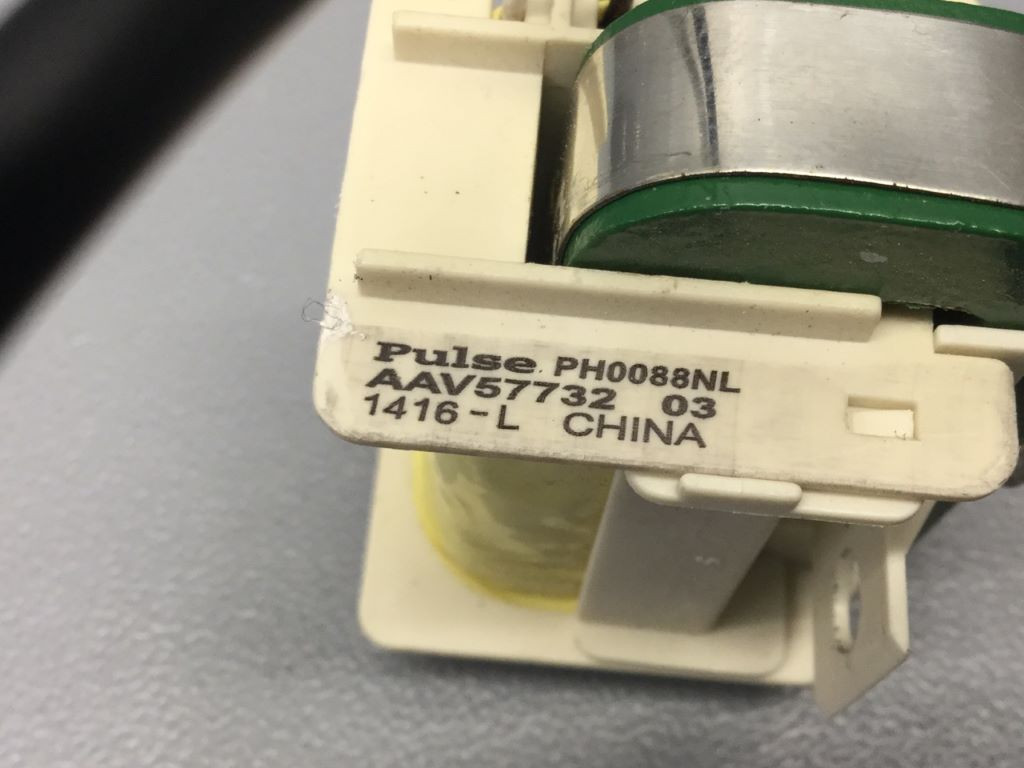 Pulse. PH0088NL
AAV57732 03
1416-L CHINA